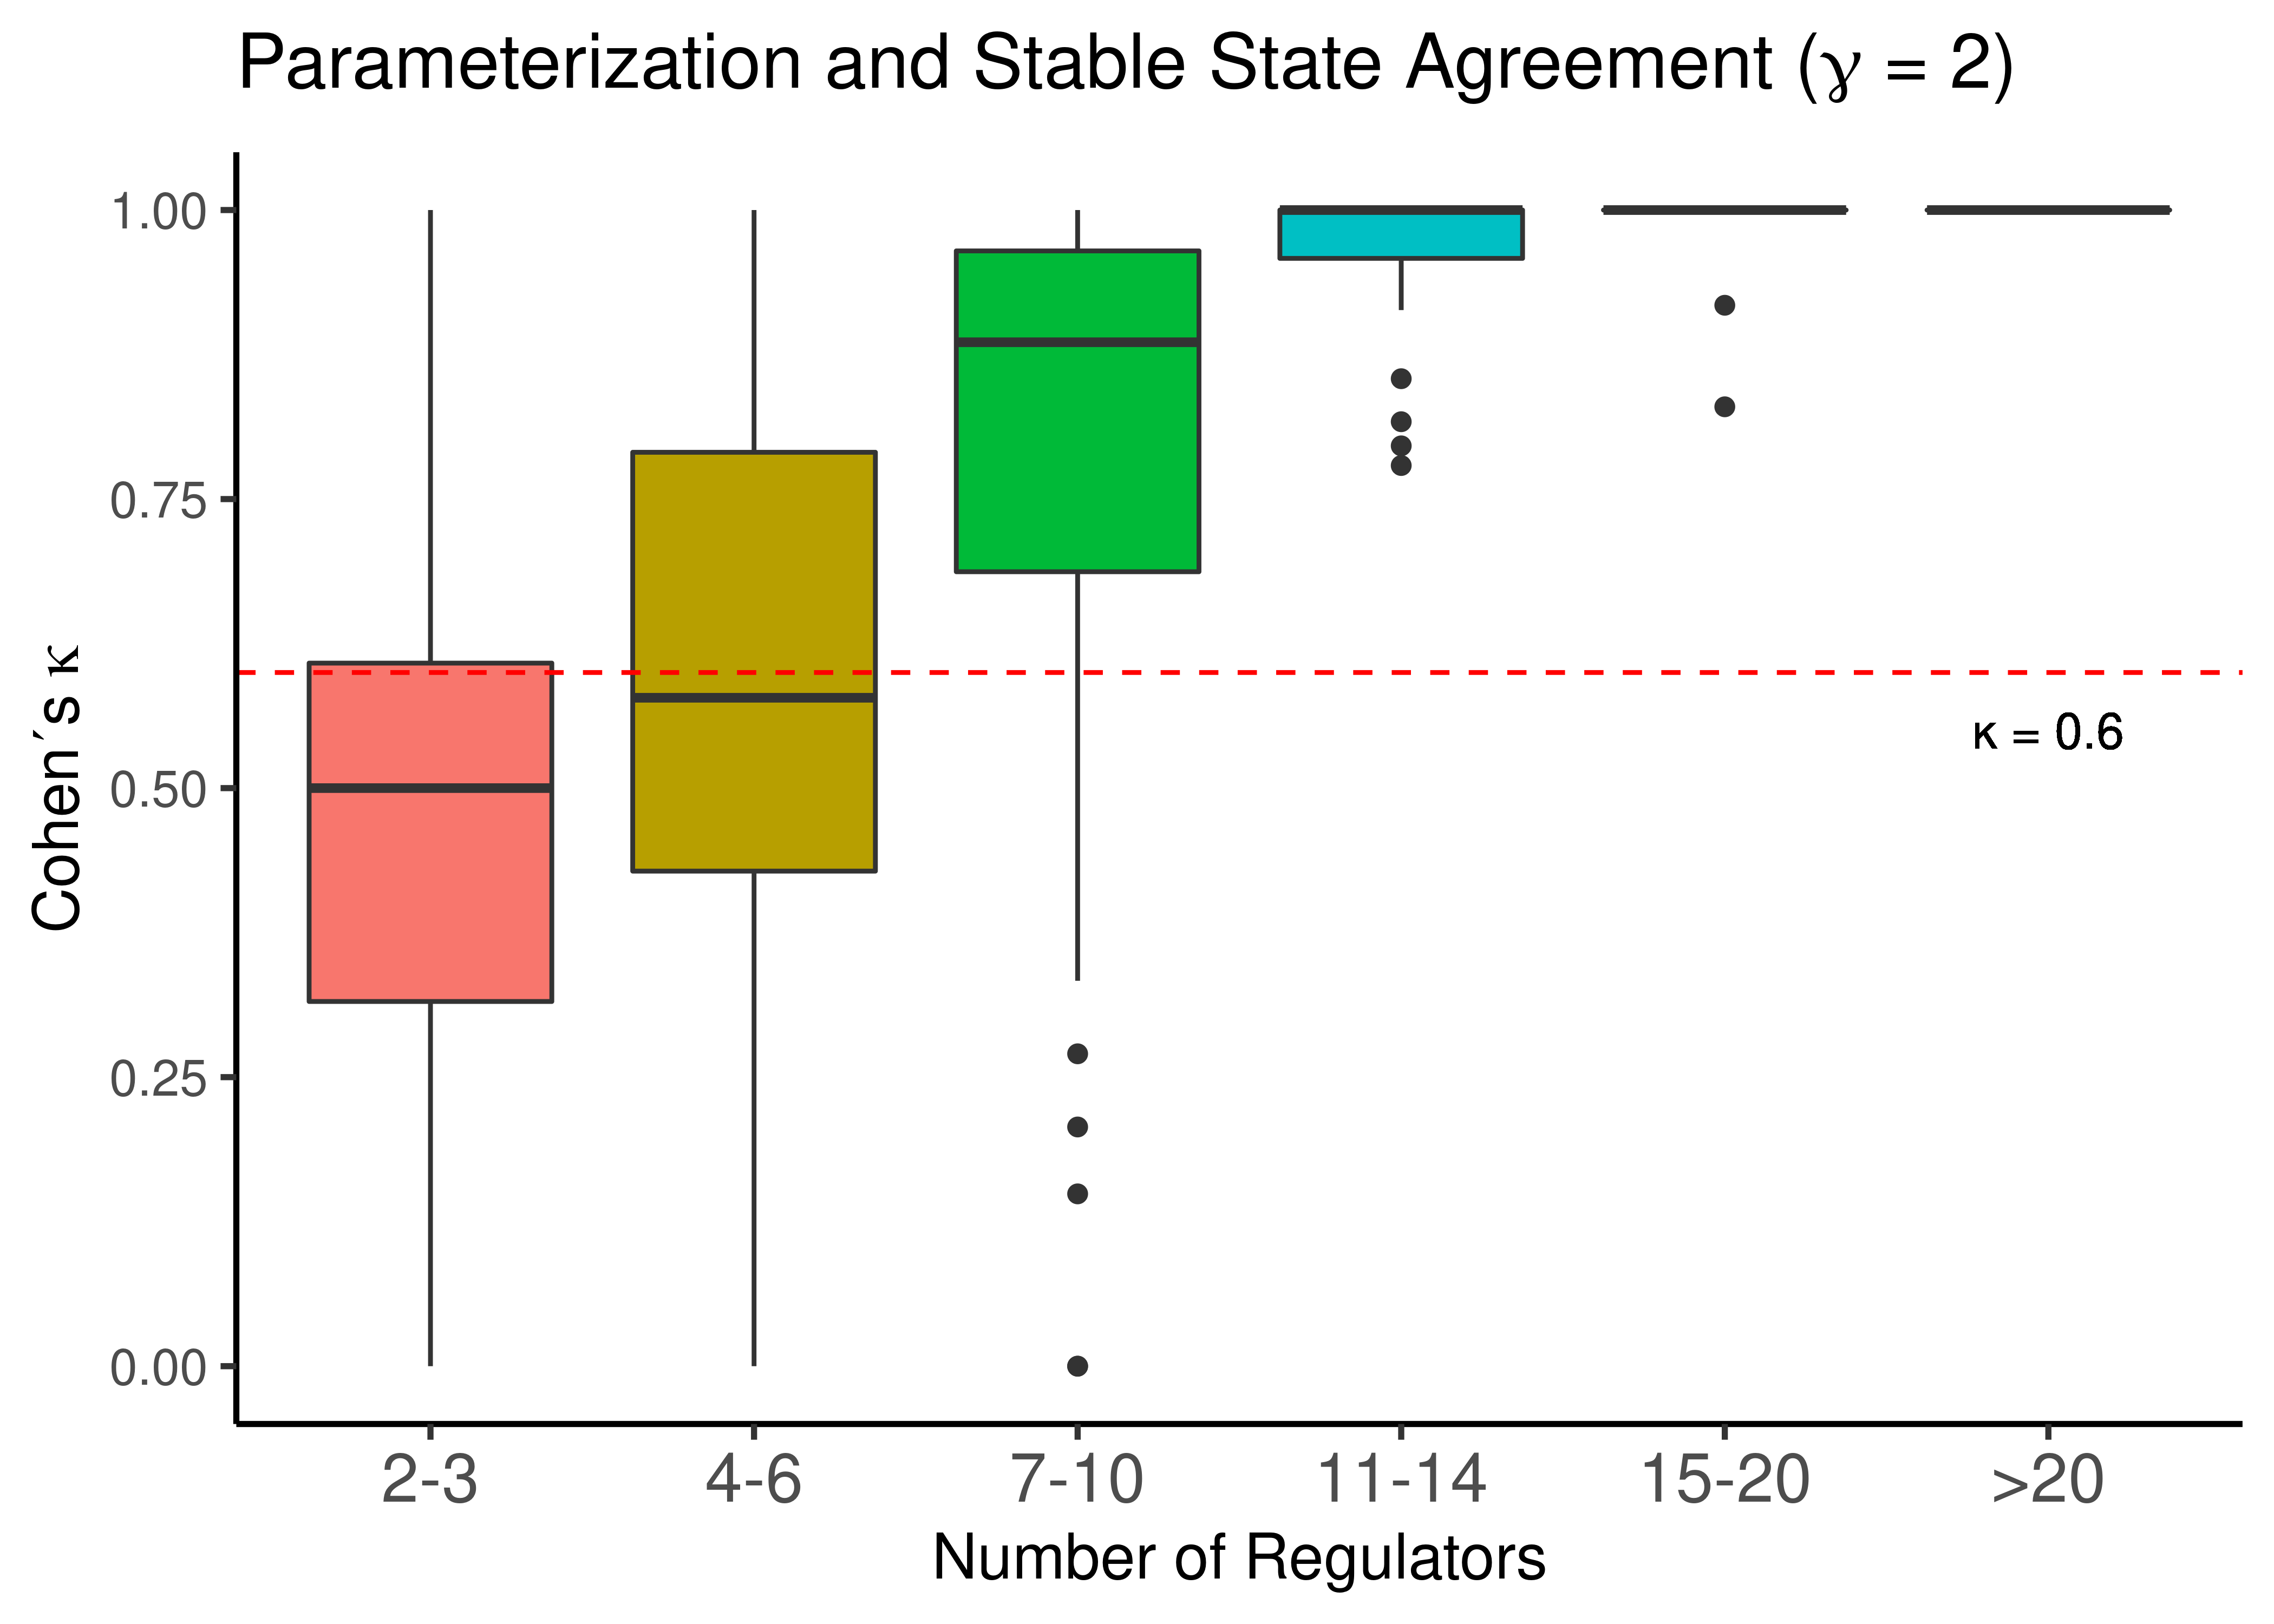 Parameterization and Stable State Agreement (γ = 2)
Cohen´s κ
1.00
0.75
0.50
0.25
0.00
κ = 0.6
2-3 4-6 7-10 11-14 15-20 >20
Number of Regulators